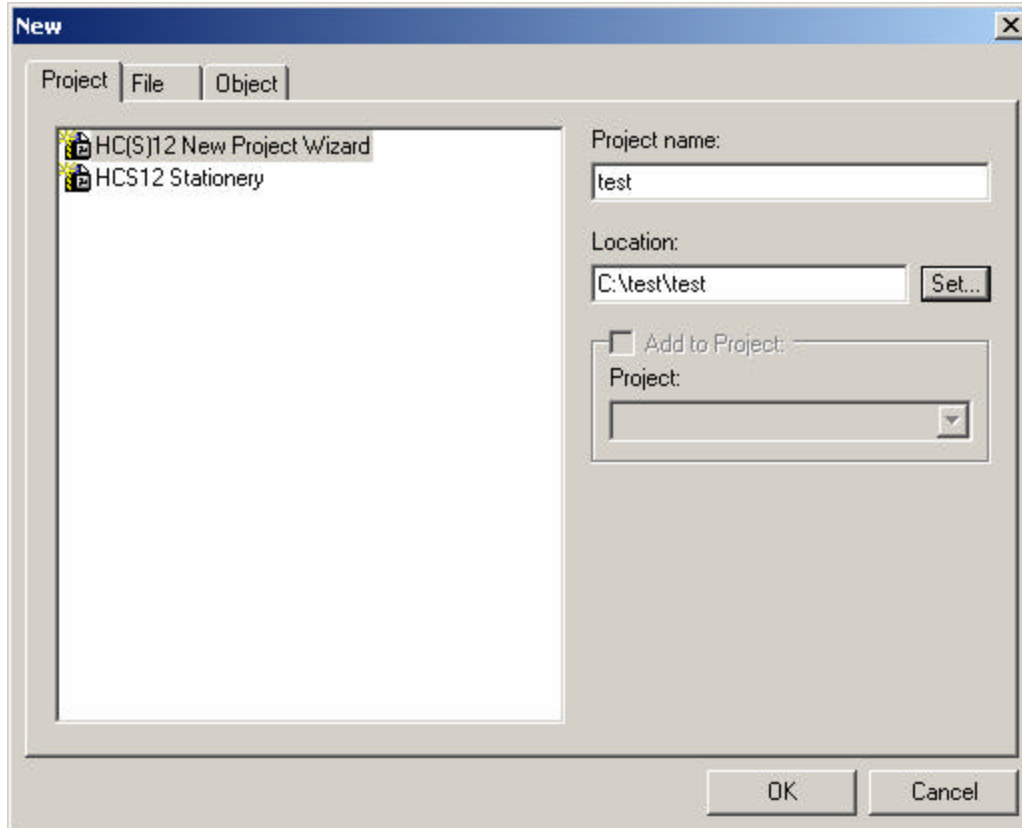 New
Project File Object
HC(S)12 New Project Wizard
HCS12 Stationery
Project name:
test
Location:
C:\test\test
Set...
Add to Project:
Project:
OK Cancel